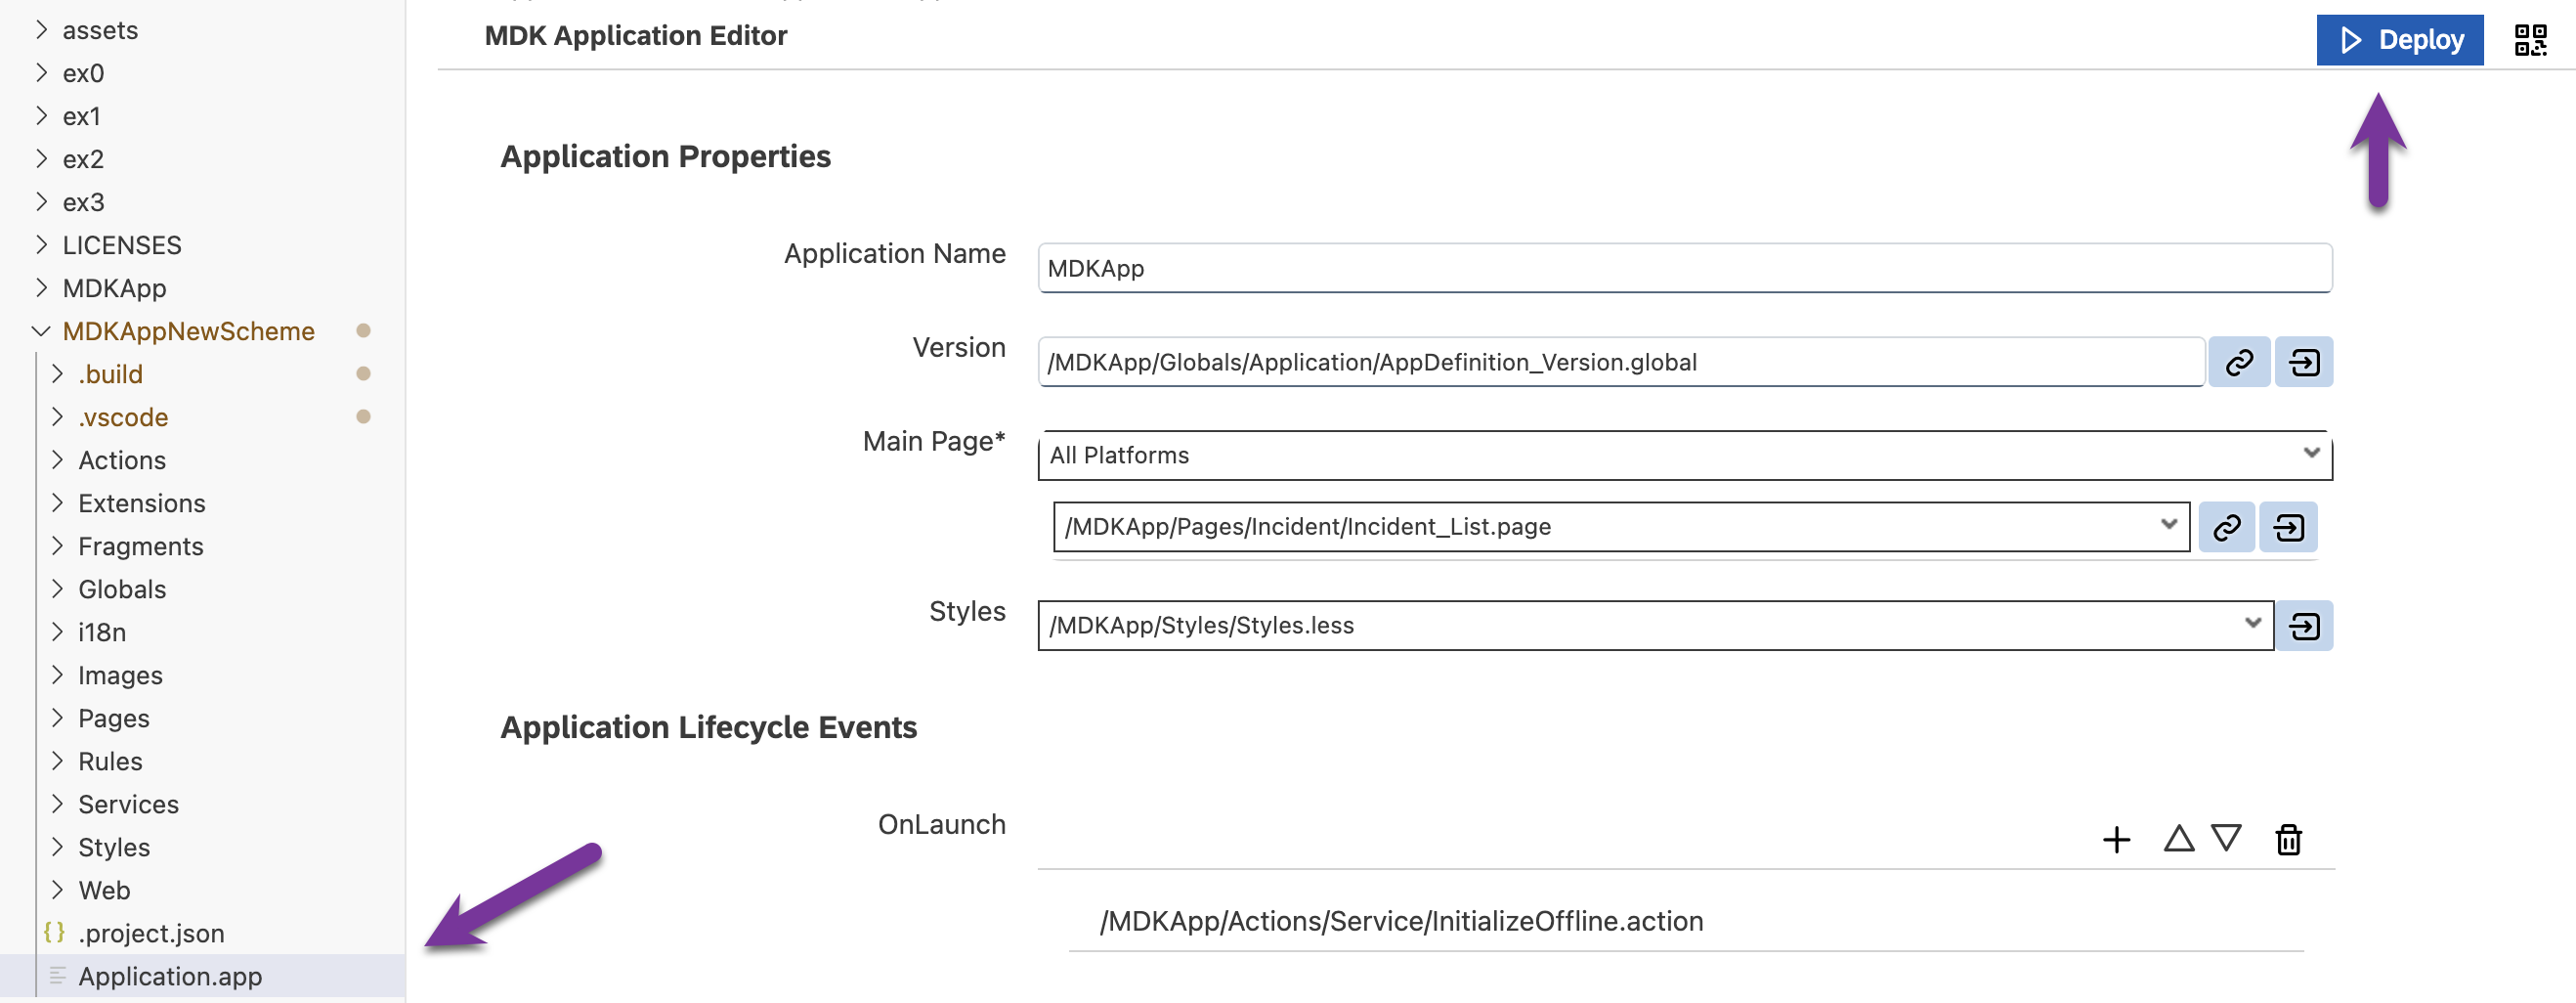 assets
ex0
ex1
ex2
ex3
LICENSES
MDKApp
MDKAppNewScheme
.build
.vscode
Actions
Extensions
Fragments
Globals
i18n
Images
Pages
Rules
Services
Styles
Web
{} .project.json
Application.app
MDK Application Editor
Deploy
Application Properties
Application Name
MDKApp
Version
/MDKApp/Globals/Application/AppDefinition_Version.global
Main Page*
All Platforms
/MDKApp/Pages/Incident/Incident_List.page
Styles
/MDKApp/Styles/Styles.less
Application Lifecycle Events
OnLaunch
/MDKApp/Actions/Service/InitializeOffline.action